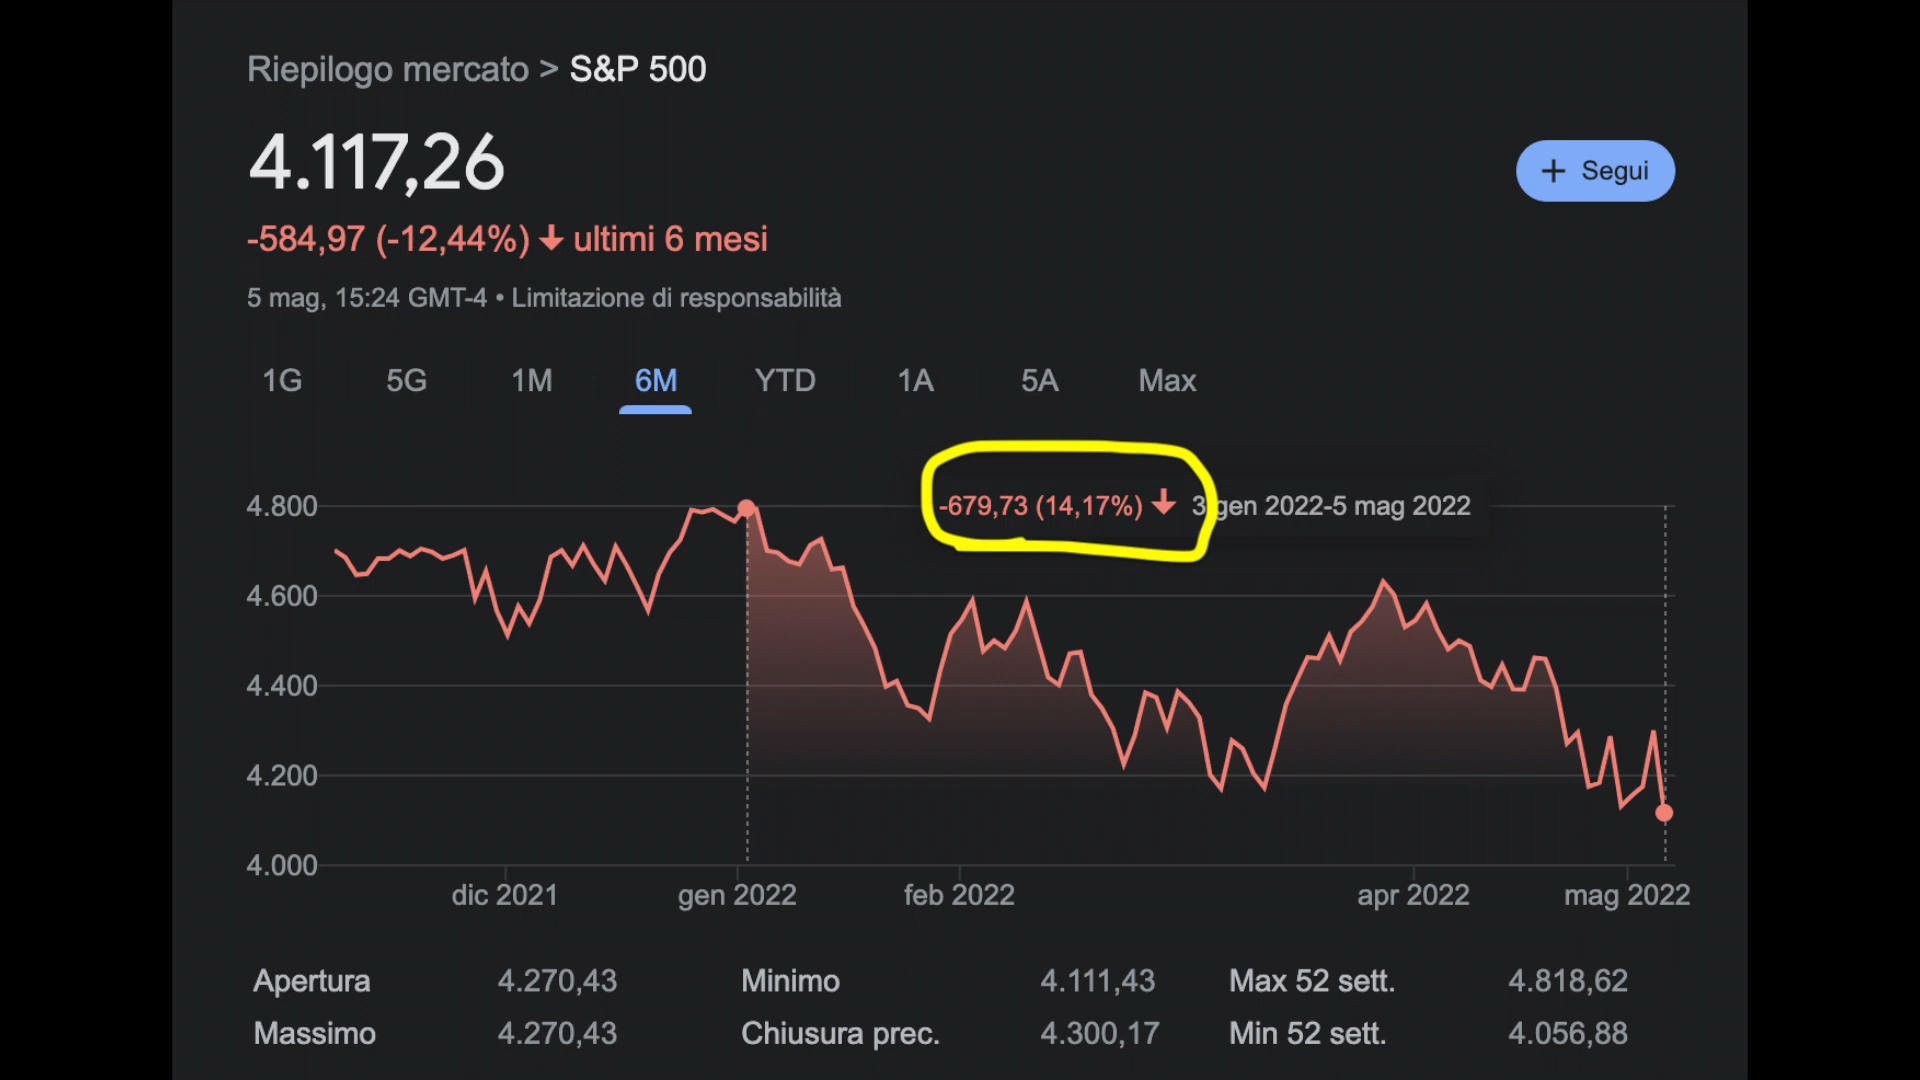 Riepilogo mercato > S&P 500
4.117,26
+ Segui
-584,97 (-12,44%) ↓ ultimi 6 mesi
5 mag, 15:24 GMT-4 • Limitazione di responsabilità
1G 5G 1M 6M YTD 1A 5A Max
-679,73 (14,17%) ↓ 3 gen 2022-5 mag 2022
4.800
4.600
4.400
4.200
4.000
dic 2021 gen 2022 feb 2022 apr 2022 mag 2022
Apertura 4.270,43 Minimo 4.111,43 Max 52 sett. 4.818,62
Massimo 4.270,43 Chiusura prec. 4.300,17 Min 52 sett. 4.056,88